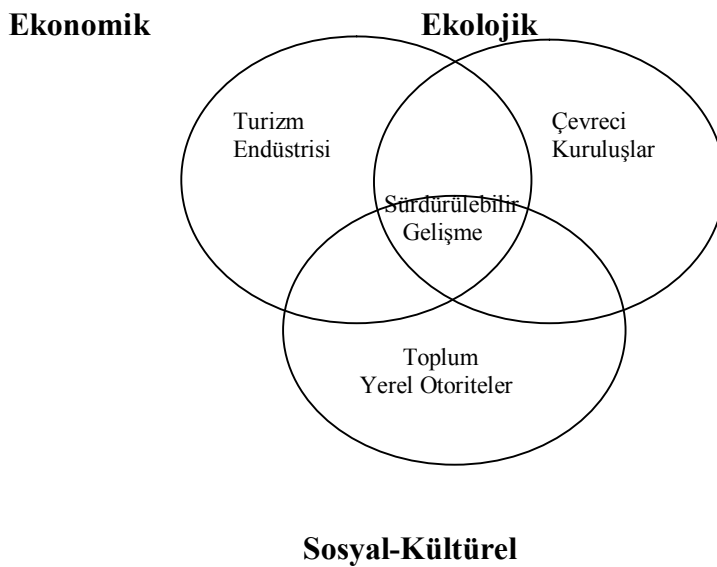 Ekonomik
Ekolojik
Turizm
Endüstrisi
Çevreci
Kuruluşlar
Sürdürülebilir
Gelişme
Toplum
Yerel Otoriteler
Sosyal-Kültürel